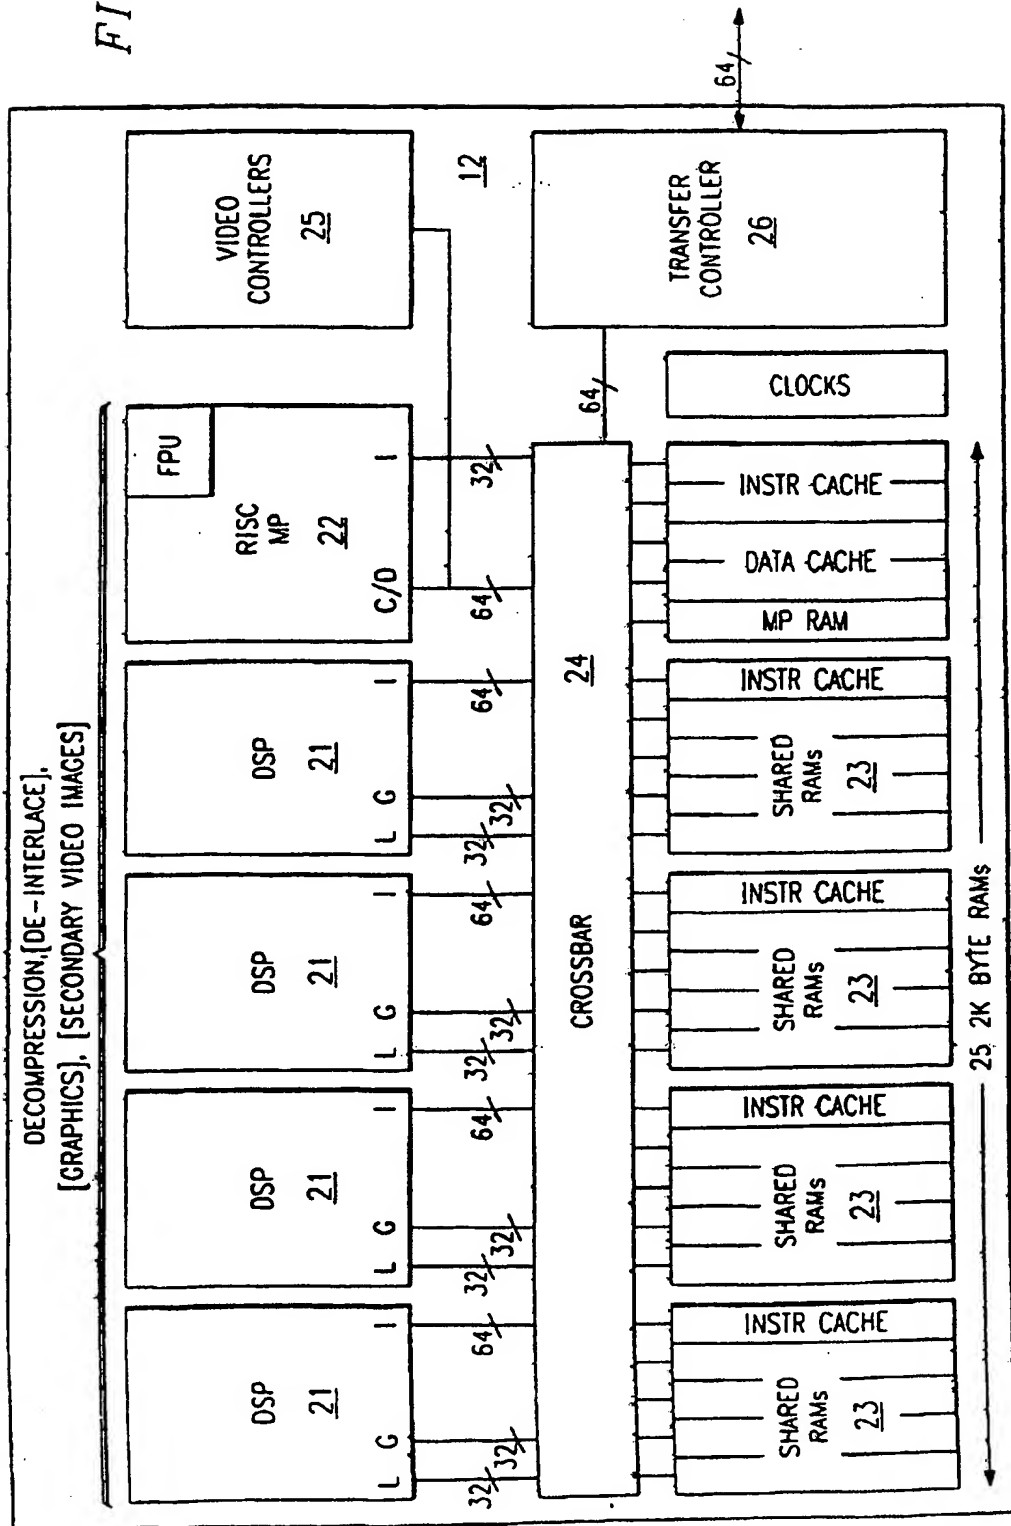 FI
DECOMPRESSION,[DE-INTERLACE],
[GRAPHICS], [SECONDARY VIDEO IMAGES]
DSP
21
L G I
DSP
21
L G I
DSP
21
L G I
DSP
21
L G I
FPU
RISC
MP
22
C/D I
VIDEO
CONTROLLERS
25
12
32 32 64
32 32 64
32 32 64
32 32 64
64 32
CROSSBAR
24
64
TRANSFER
CONTROLLER
26
64
INSTR CACHE
SHARED
RAMs
23
INSTR CACHE
SHARED
RAMs
23
INSTR CACHE
SHARED
RAMs
23
INSTR CACHE
SHARED
RAMs
23
INSTR CACHE
DATA CACHE
MP RAM
CLOCKS
25 2K BYTE RAMs